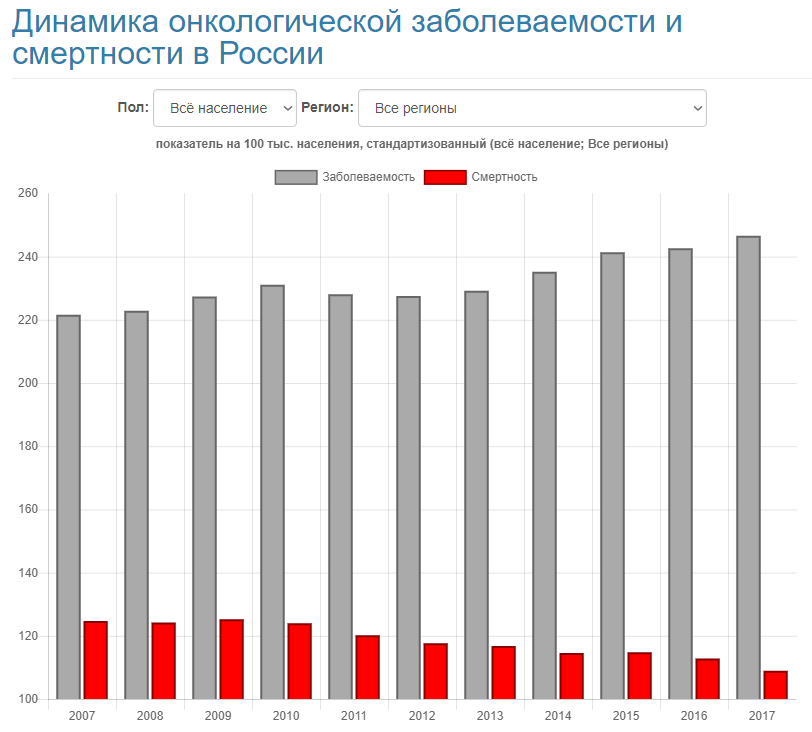 Динамика онкологической заболеваемости и
смертности в России
Пол: Всё население Регион: Все регионы
показатель на 100 тыс. населения, стандартизованный (всё население; Все регионы)
Заболеваемость Смертность
260
240
220
200
180
160
140
120
100
2007 2008 2009 2010 2011 2012 2013 2014 2015 2016 2017